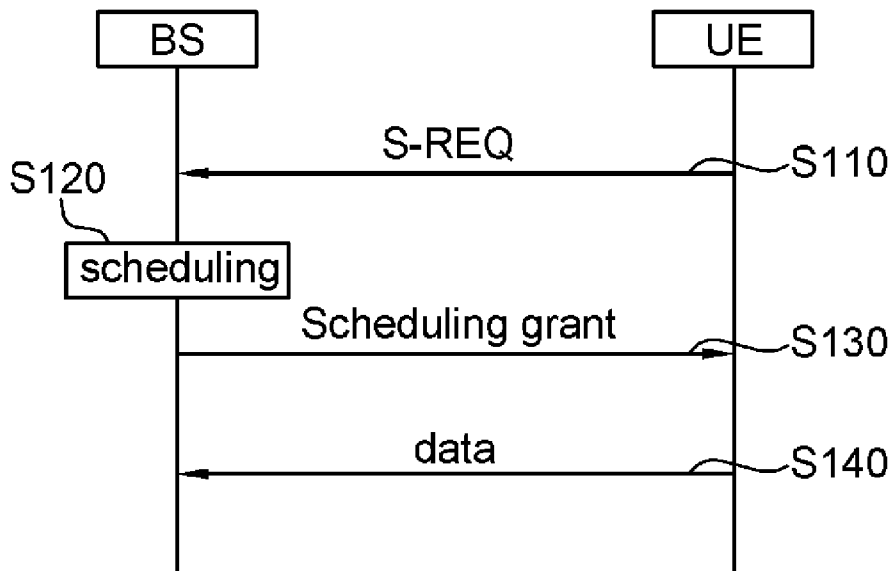 BS
UE
S-REQ
S110
S120
scheduling
Scheduling grant
S130
data
S140